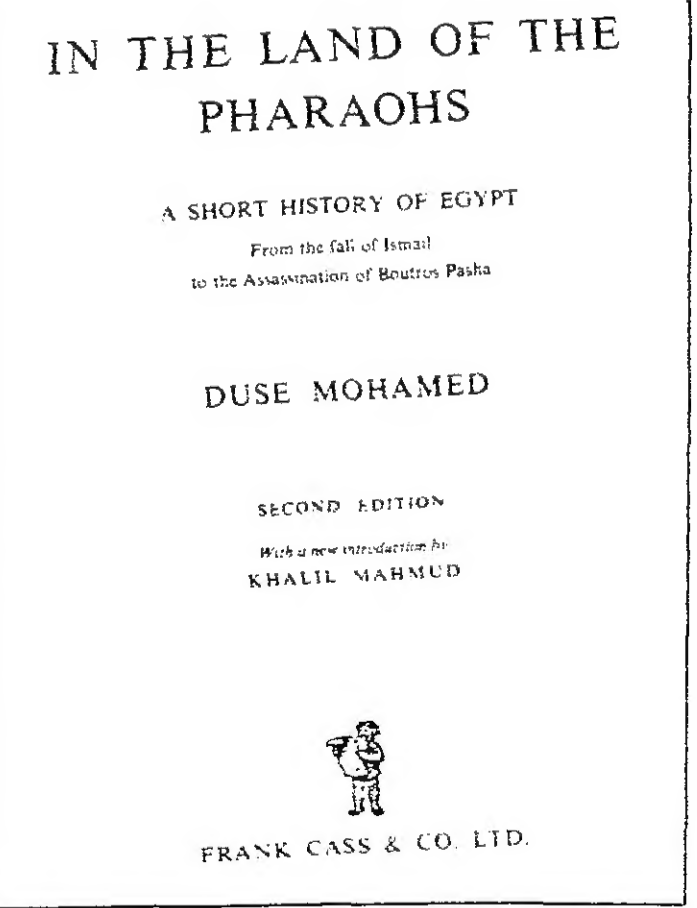 IN THE LAND OF THE
PHARAOHS
A SHORT HISTORY OF EGYPT
From the fall of Ismail
to the Assassination of Boutros Pasha
DUSE MOHAMED
SECOND EDITION
With a new introduction by
KHALIL MAHMUD
FRANK CASS & CO. LTD.